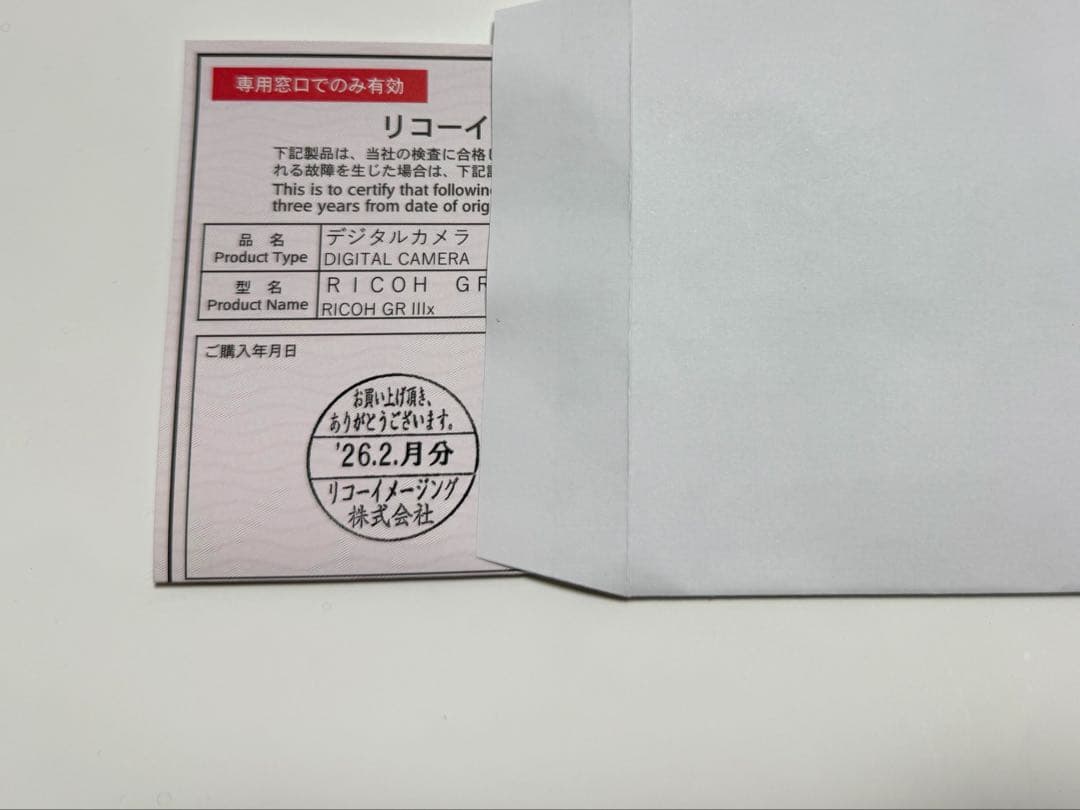 専用窓口でのみ有効
リコーイ
下記製品は、当社の検査に合格し
れる故障を生じた場合は、下記
This is to certify that followin
three years from date of orig
品 名
Product Type
デジタルカメラ
DIGITAL CAMERA
型 名
Product Name
RICOH GR
RICOH GR IIIx
ご購入年月日
お買い上げ頂き、
ありがとうございます。
'26.2.月分
リコーイメージング
株式会社